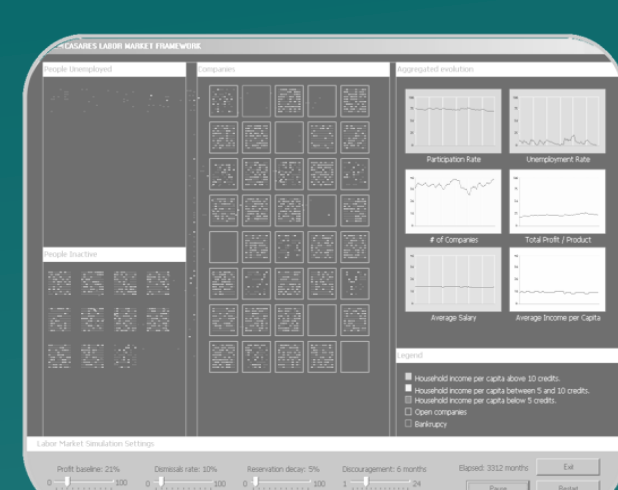 CASARES LABOR MARKET FRAMEWORK
People Unemployed
Companies
Aggregated evolution
Participation Rate
Unemployment Rate
# of Companies
Total Profit / Product
People Inactive
Average Salary
Average Income per Capita
Legend
Household income per capita above 10 credits.
Household income per capita between 5 and 10 credits.
Household income per capita below 5 credits.
Open companies
Bankrupcy
Labor Market Simulation Settings
Profit baseline: 21%
Dismisals rate: 10%
Reservation decay: 5%
Discouragement: 6 months
Elapsed: 3312 months
Exit
0 100
0 100
0 100
1 24
Pause
Restart